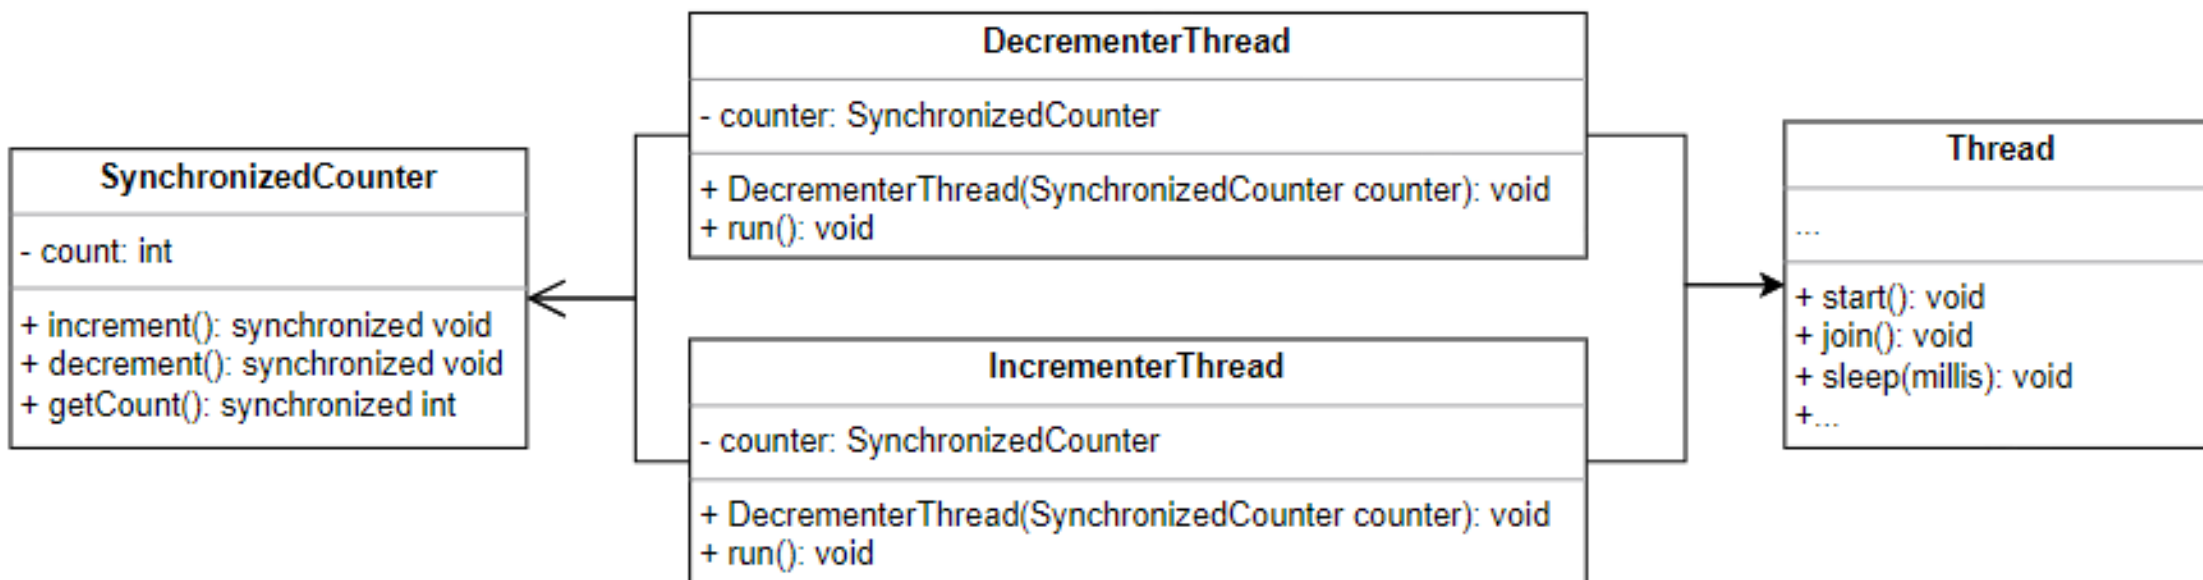 SynchronizedCounter
- count: int
+ increment(): synchronized void
+ decrement(): synchronized void
+ getCount(): synchronized int
DecrementerThread
- counter: SynchronizedCounter
+ DecrementerThread(SynchronizedCounter counter): void
+ run(): void
IncrementerThread
- counter: SynchronizedCounter
+ DecrementerThread(SynchronizedCounter counter): void
+ run(): void
Thread
...
+ start(): void
+ join(): void
+ sleep(millis): void
+...